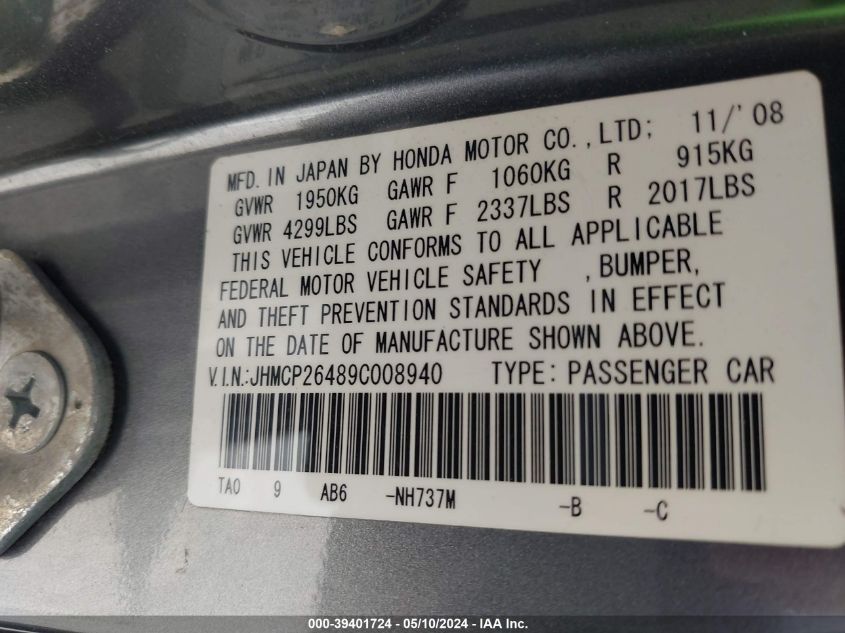 MFD. IN JAPAN BY HONDA MOTOR CO.,LTD; 11/'08
GVWR 1950KG GAWR F 1060KG R 915KG
GVWR 4299LBS GAWR F 2337LBS R 2017LBS
THIS VEHICLE CONFORMS TO ALL APPLICABLE
FEDERAL MOTOR VEHICLE SAFETY ,BUMPER,
AND THEFT PREVENTION STANDARDS IN EFFECT
ON THE DATE OF MANUFACTURE SHOWN ABOVE.
V.I.N.:JHMCP26489C008940 TYPE: PASSENGER CAR
TA0 9 AB6 -NH737M -B -C
000-39401724 - 05/10/2024 - IAA Inc.